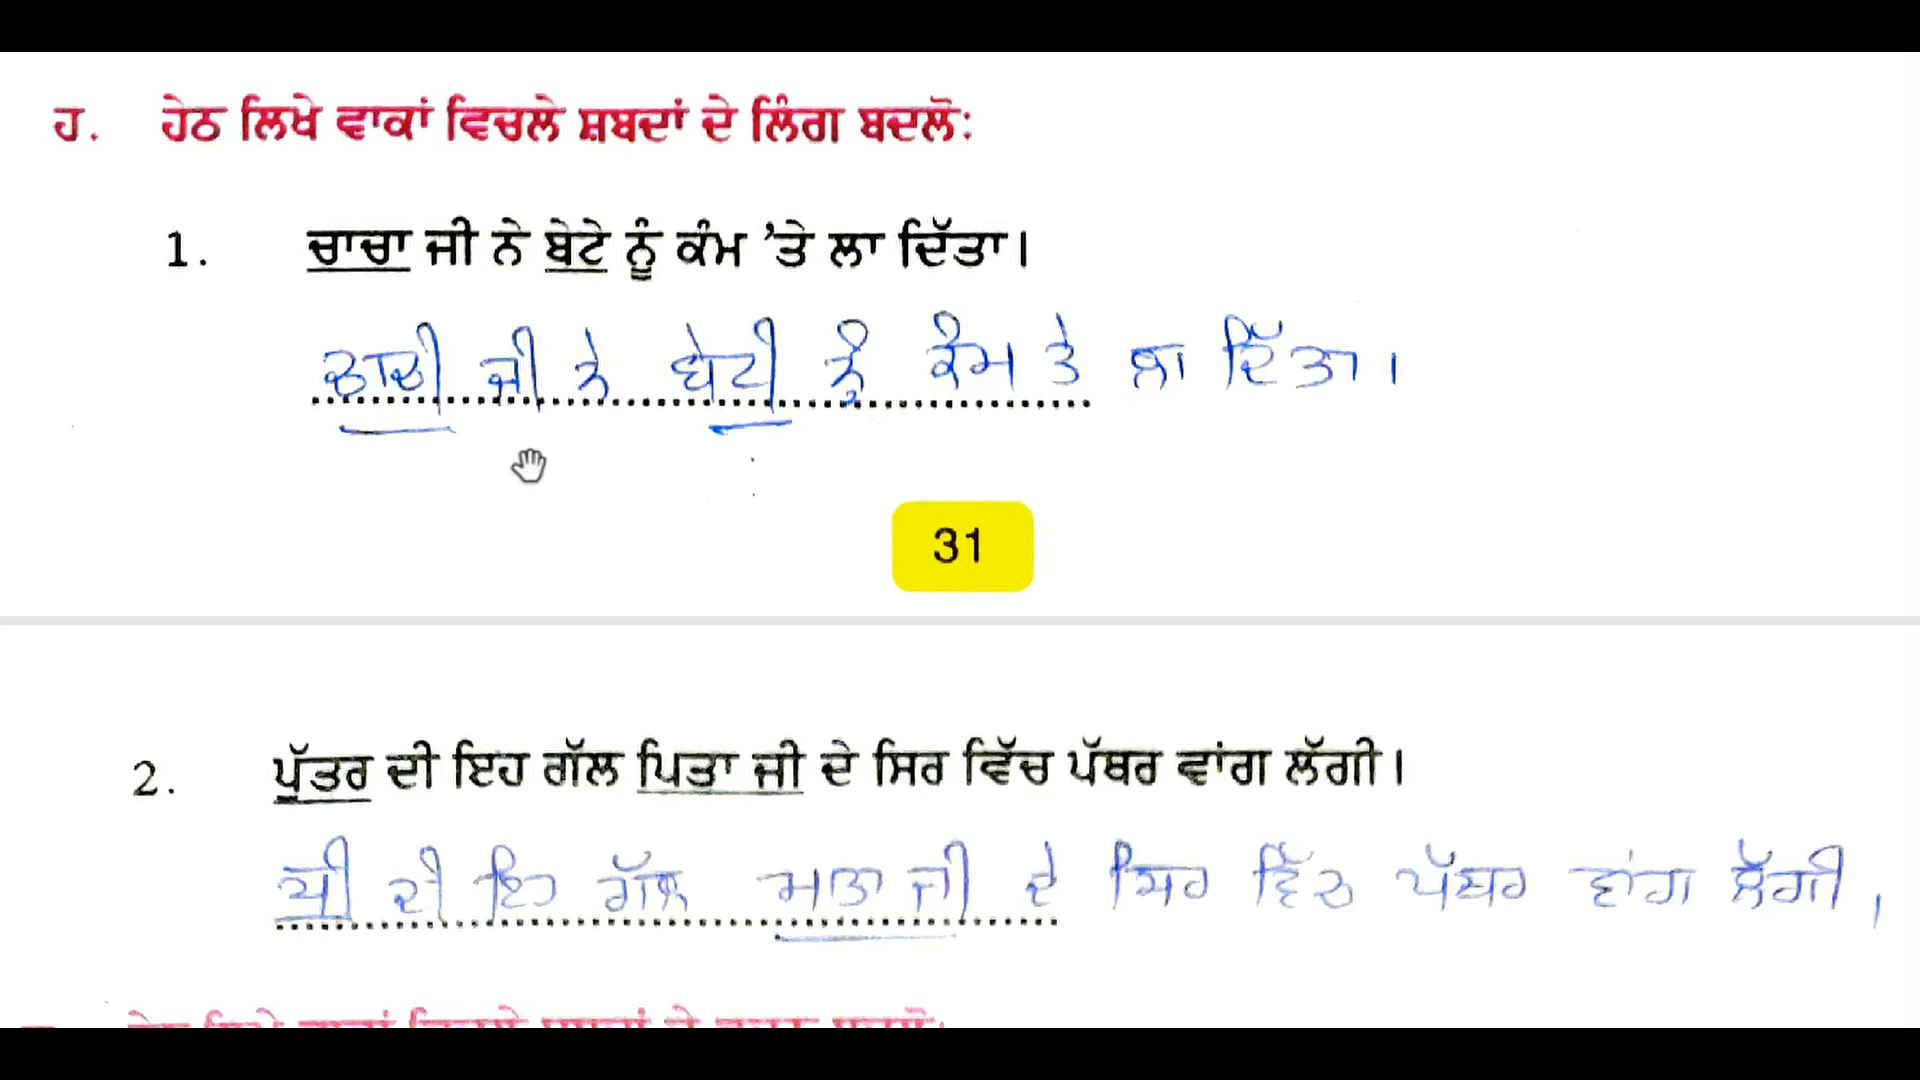 ਹ. ਹੇਠ ਲਿਖੇ ਵਾਕਾਂ ਵਿਚਲੇ ਸ਼ਬਦਾਂ ਦੇ ਲਿੰਗ ਬਦਲੋ:
1. ਚਾਚਾ ਜੀ ਨੇ ਬੇਟੇ ਨੂੰ ਕੰਮ 'ਤੇ ਲਾ ਦਿੱਤਾ।
ਚਾਚੀ ਜੀ ਨੇ ਬੇਟੀ ਨੂੰ ਕੰਮ ਤੇ ਲਾ ਦਿੱਤਾ।
31
2. ਪੁੱਤਰ ਦੀ ਇਹ ਗੱਲ ਪਿਤਾ ਜੀ ਦੇ ਸਿਰ ਵਿੱਚ ਪੱਥਰ ਵਾਂਗ ਲੱਗੀ।
ਧੀ ਦੀ ਇਹ ਗੱਲ ਮਾਤਾ ਜੀ ਦੇ ਸਿਰ ਵਿੱਚ ਪੱਥਰ ਵਾਂਗ ਲੱਗੀ।